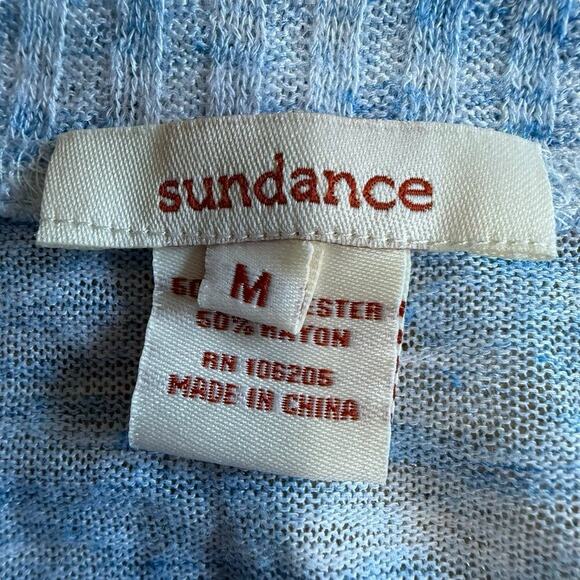 sundance
M
50% RAYON
RN 106205
MADE IN CHINA